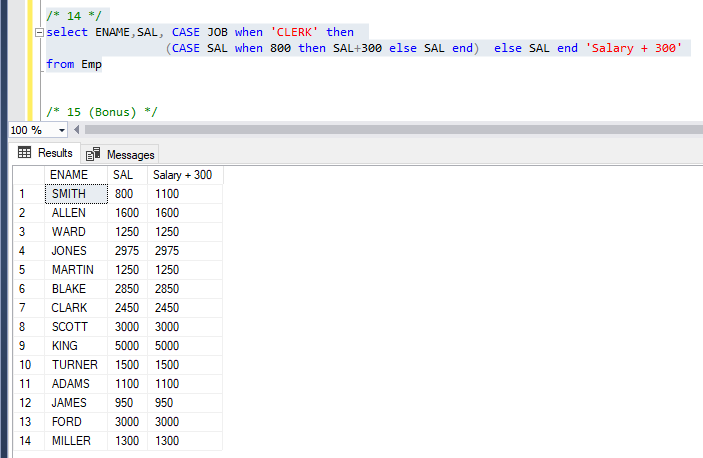 /* 14 */
select ENAME,SAL, CASE JOB when 'CLERK' then
(CASE SAL when 800 then SAL+300 else SAL end)  else SAL end 'Salary + 300'
from Emp
/* 15 (Bonus) */
100 %
Results Messages
ENAME SAL Salary + 300
1 SMITH 800 1100
2 ALLEN 1600 1600
3 WARD 1250 1250
4 JONES 2975 2975
5 MARTIN 1250 1250
6 BLAKE 2850 2850
7 CLARK 2450 2450
8 SCOTT 3000 3000
9 KING 5000 5000
10 TURNER 1500 1500
11 ADAMS 1100 1100
12 JAMES 950 950
13 FORD 3000 3000
14 MILLER 1300 1300